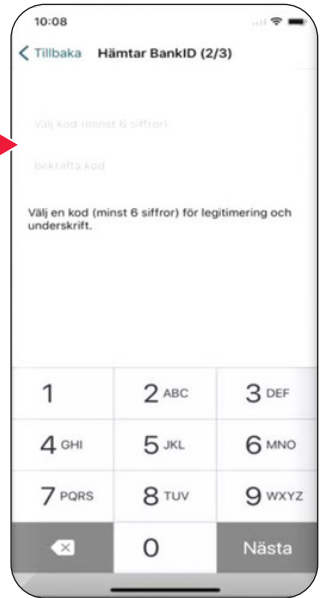 10:08
Tillbaka Hämtar BankID (2/3)
Välj kod (minst 6 siffror)
Bekräfta kod
Välj en kod (minst 6 siffror) för legitimering och
underskrift.
1 2 ABC 3 DEF
4 GHI 5 JKL 6 MNO
7 PQRS 8 TUV 9 WXYZ
0 Nästa